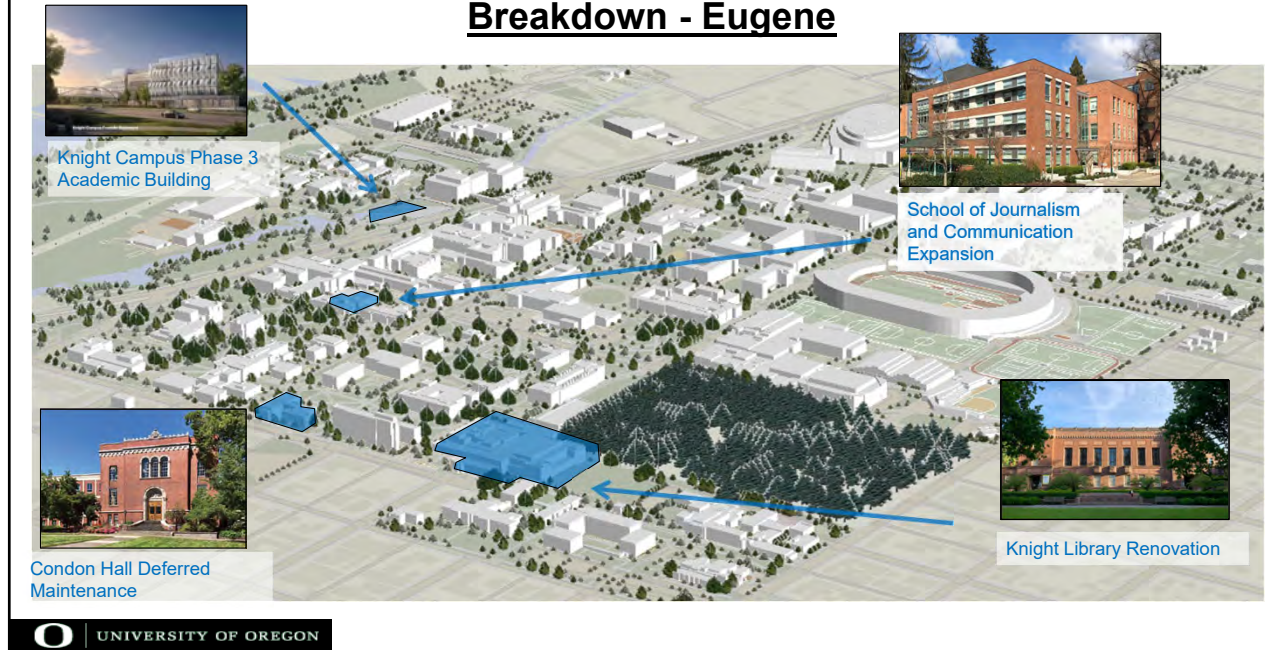 Breakdown - Eugene
Knight Campus Phase 3
Academic Building
School of Journalism
and Communication
Expansion
Condon Hall Deferred
Maintenance
Knight Library Renovation
O | UNIVERSITY OF OREGON